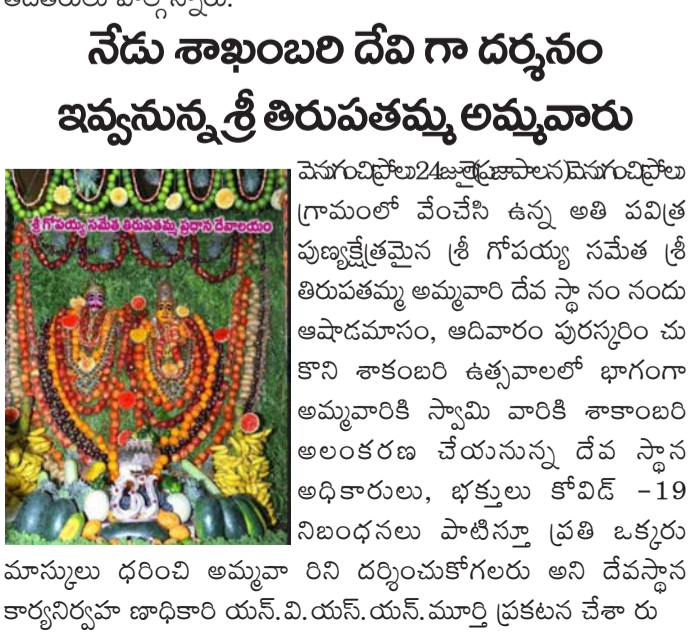 నేడు శాఖంబరి దేవి గా దర్శనం
ఇవ్వనున్న శ్రీ తిరుపతమ్మ అమ్మవారు
శ్రీ గోపయ్య సమేత తిరుపతమ్మ ప్రధాన దేవాలయం
పెనుగంచిప్రోలు24జులై(ప్రజాపాలన)పెనుగంచిప్రోలు
గ్రామంలో వేంచేసి ఉన్న అతి పవిత్ర
పుణ్యక్షేత్రమైన శ్రీ గోపయ్య సమేత శ్రీ
తిరుపతమ్మ అమ్మవారి దేవ స్థా నం నందు
ఆషాడమాసం, ఆదివారం పురస్కరిం చు
కొని శాకంబరి ఉత్సవాలలో భాగంగా
అమ్మవారికి స్వామి వారికి శాకాంబరి
అలంకరణ చేయనున్న దేవ స్థాన
అధికారులు, భక్తులు కోవిడ్ -19
నిబంధనలు పాటిస్తూ ప్రతి ఒక్కరు
మాస్కులు ధరించి అమ్మవా రిని దర్శించుకోగలరు అని దేవస్థాన
కార్యనిర్వహ ణాధికారి యన్.వి.యస్.యన్.మూర్తి ప్రకటన చేశా రు